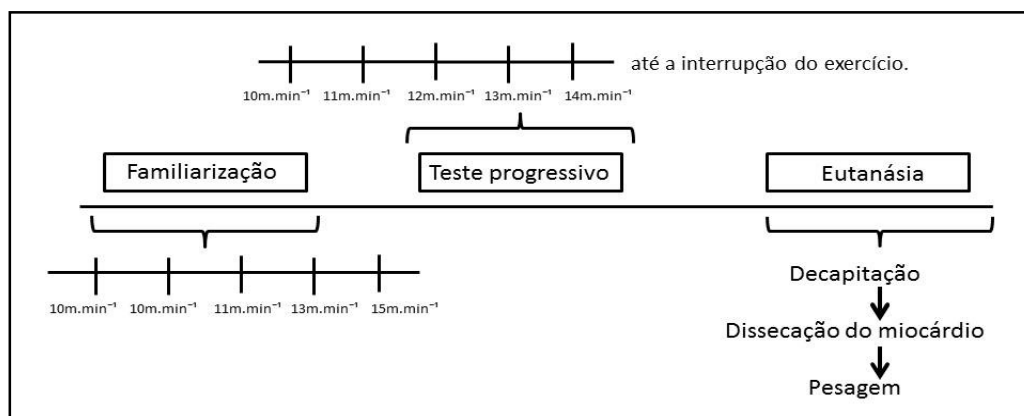 até a interrupção do exercício.
10m.min⁻¹ 11m.min⁻¹ 12m.min⁻¹ 13m.min⁻¹ 14m.min⁻¹
Familiarização Teste progressivo Eutanásia
10m.min⁻¹ 10m.min⁻¹ 11m.min⁻¹ 13m.min⁻¹ 15m.min⁻¹
Decapitação
Dissecação do miocárdio
Pesagem